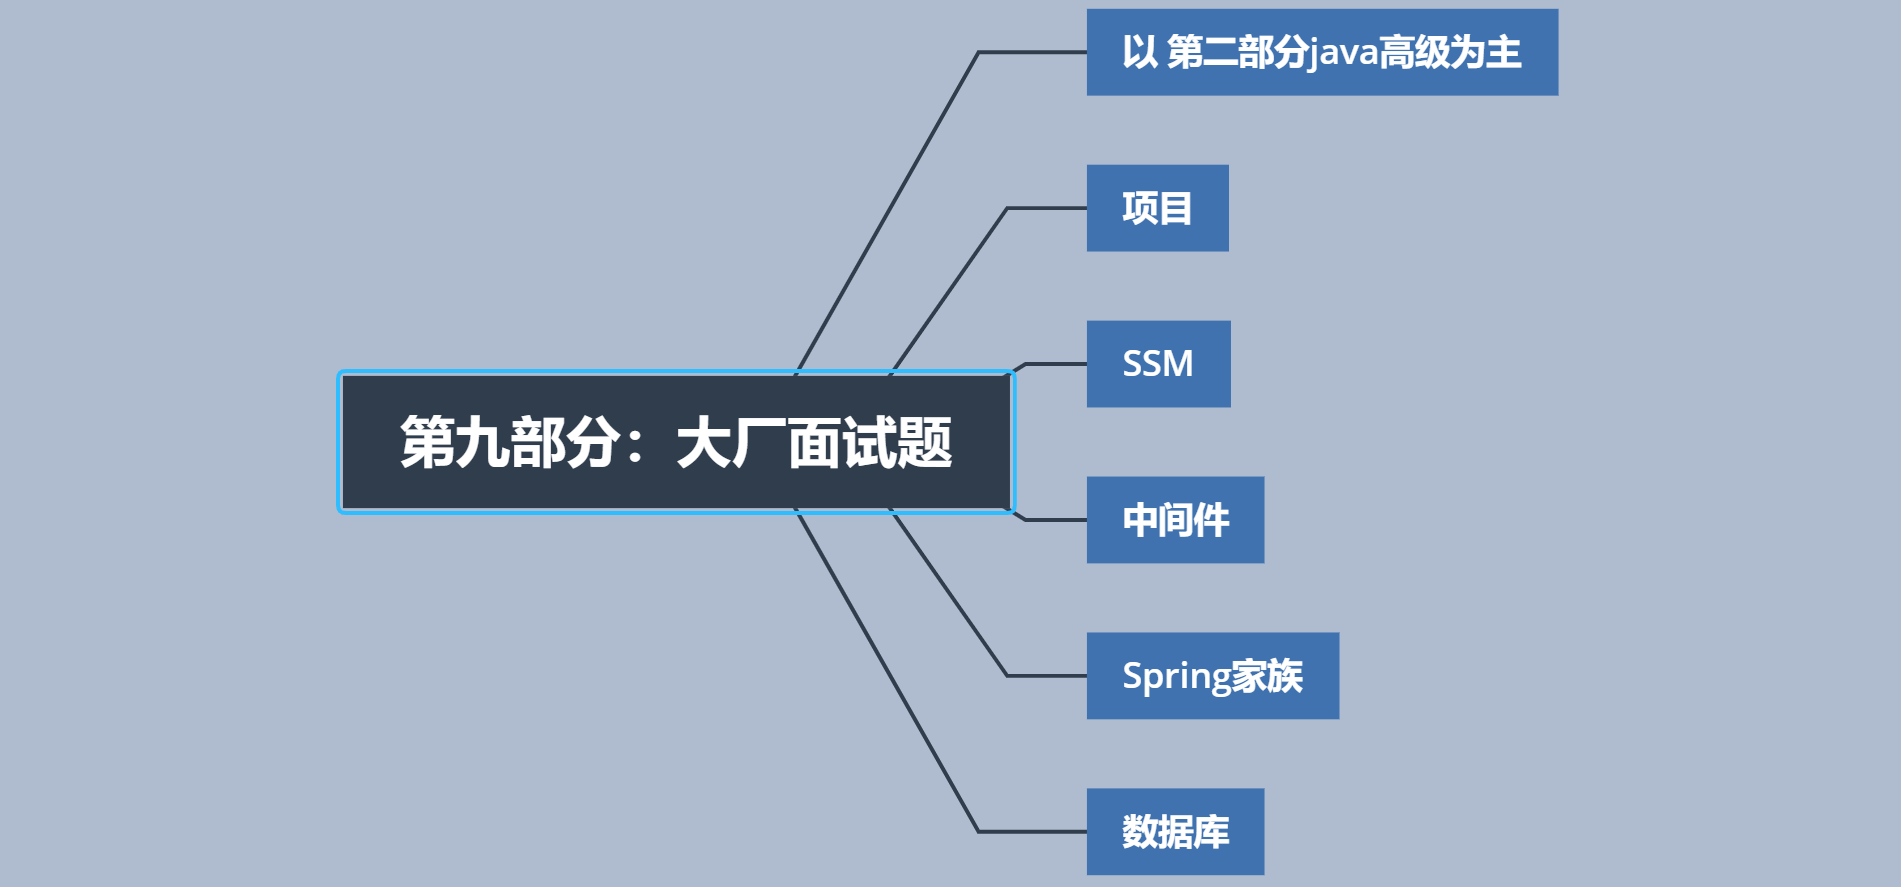 以 第二部分java高级为主
项目
SSM
第九部分：大厂面试题
中间件
Spring家族
数据库